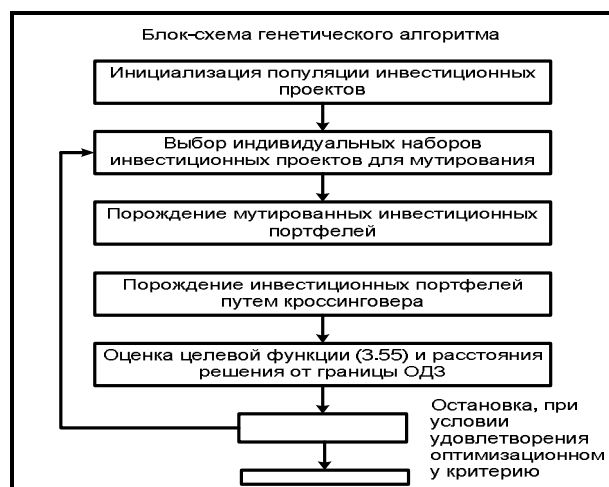 Блок-схема генетического алгоритма
Инициализация популяции инвестиционных
проектов
Выбор индивидуальных наборов
инвестиционных проектов для мутирования
Порождение мутированных инвестиционных
портфелей
Порождение инвестиционных портфелей
путем кроссинговера
Оценка целевой функции (3.55) и расстояния
решения от границы ОДЗ
Остановка, при
условии
удовлетворения
оптимизационном
у критерию